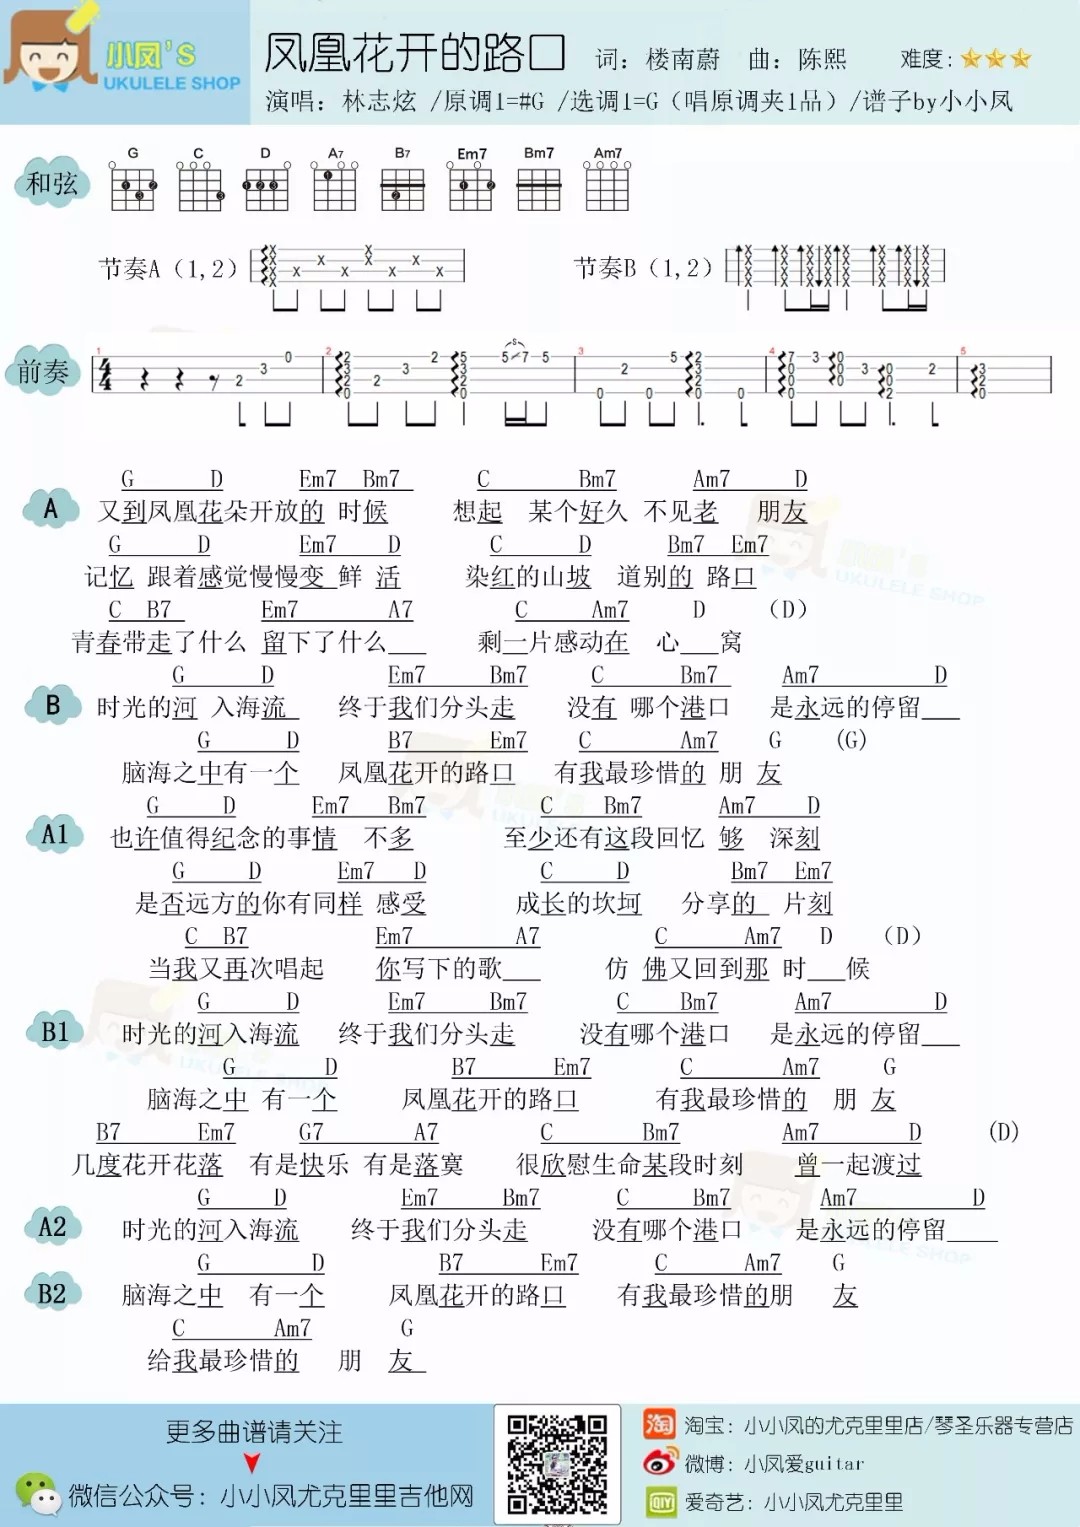 小凤'S
UKULELE SHOP
凤凰花开的路口 词：楼南蔚 曲：陈熙 难度：
演唱：林志炫 /原调1=#G /选调1=G（唱原调夹1品）/谱子by小小凤
和弦
G C D A7 B7 Em7 Bm7 Am7
节奏A（1,2） 节奏B（1,2）
前奏
G D Em7 Bm7 C Bm7 Am7 D
A 又到凤凰花朵开放的 时候 想起 某个好久 不见老 朋友
G D Em7 D C D Bm7 Em7
记忆 跟着感觉慢慢变 鲜 活 染红的山坡 道别的 路口
C B7 Em7 A7 C Am7 D （D）
青春带走了什么 留下了什么 剩一片感动在 心 窝
G D Em7 Bm7 C Bm7 Am7 D
B 时光的河 入海流 终于我们分头走 没有 哪个港口 是永远的停留
G D B7 Em7 C Am7 G (G)
脑海之中有一个 凤凰花开的路口 有我最珍惜的 朋 友
G D Em7 Bm7 C Bm7 Am7 D
A1 也许值得纪念的事情 不多 至少还有这段回忆 够 深刻
G D Em7 D C D Bm7 Em7
是否远方的你有同样 感受 成长的坎坷 分享的 片刻
C B7 Em7 A7 C Am7 D （D）
当我又再次唱起 你写下的歌 仿 佛又回到那 时 候
G D Em7 Bm7 C Bm7 Am7 D
B1 时光的河入海流 终于我们分头走 没有哪个港口 是永远的停留
G D B7 Em7 C Am7 G
脑海之中 有一个 凤凰花开的路口 有我最珍惜的 朋 友
B7 Em7 G7 A7 C Bm7 Am7 D (D)
几度花开花落 有是快乐 有是落寞 很欣慰生命某段时刻 曾一起渡过
G D Em7 Bm7 C Bm7 Am7 D
A2 时光的河入海流 终于我们分头走 没有哪个港口 是永远的停留
G D B7 Em7 C Am7 G
B2 脑海之中 有一个 凤凰花开的路口 有我最珍惜的朋 友
C Am7 G
给我最珍惜的 朋 友
更多曲谱请关注
微信公众号：小小凤尤克里里吉他网
淘宝：小小凤的尤克里里店/琴圣乐器专营店
微博：小凤爱guitar
爱奇艺：小小凤尤克里里